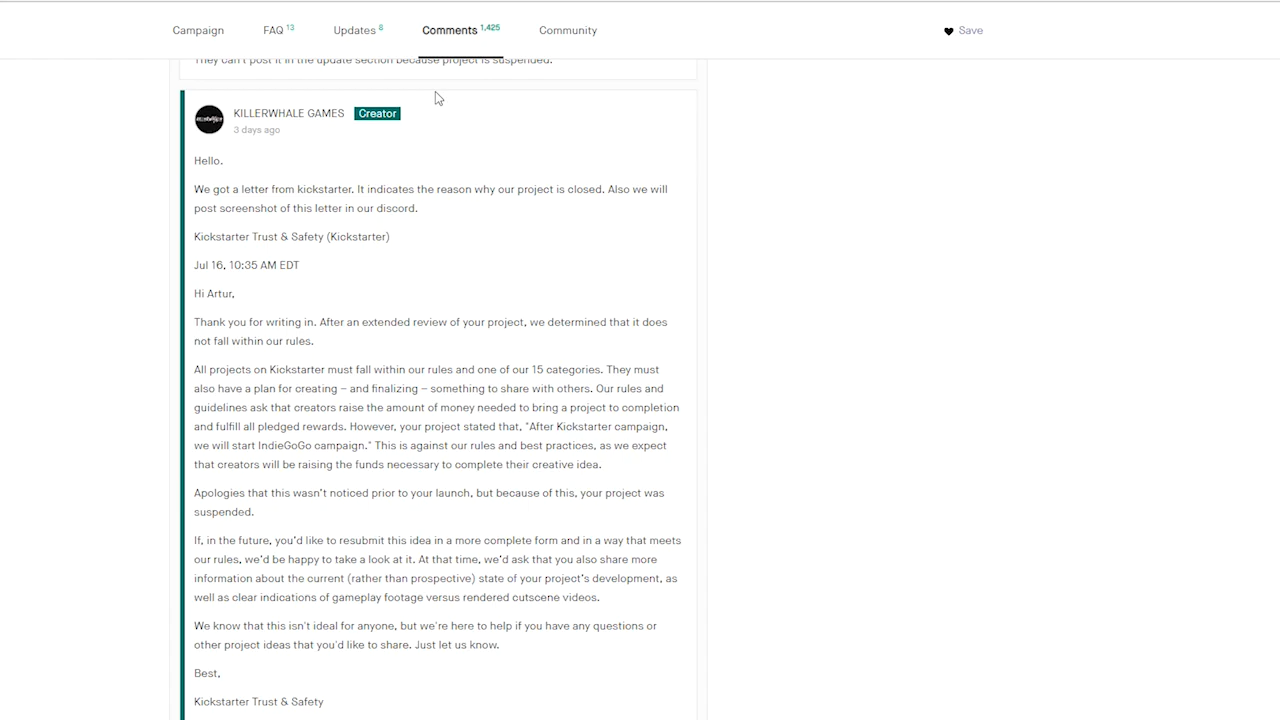 Campaign FAQ 13 Updates 8 Comments 1,425 Community Save
They can't post it in the update section because project is suspended.
KILLERWHALE GAMES Creator
3 days ago
Hello.
We got a letter from kickstarter. It indicates the reason why our project is closed. Also we will
post screenshot of this letter in our discord.
Kickstarter Trust & Safety (Kickstarter)
Jul 16, 10:35 AM EDT
Hi Artur,
Thank you for writing in. After an extended review of your project, we determined that it does
not fall within our rules.
All projects on Kickstarter must fall within our rules and one of our 15 categories. They must
also have a plan for creating – and finalizing – something to share with others. Our rules and
guidelines ask that creators raise the amount of money needed to bring a project to completion
and fulfill all pledged rewards. However, your project stated that, "After Kickstarter campaign,
we will start IndieGoGo campaign." This is against our rules and best practices, as we expect
that creators will be raising the funds necessary to complete their creative idea.
Apologies that this wasn't noticed prior to your launch, but because of this, your project was
suspended.
If, in the future, you'd like to resubmit this idea in a more complete form and in a way that meets
our rules, we'd be happy to take a look at it. At that time, we'd ask that you also share more
information about the current (rather than prospective) state of your project's development, as
well as clear indications of gameplay footage versus rendered cutscene videos.
We know that this isn't ideal for anyone, but we're here to help if you have any questions or
other project ideas that you'd like to share. Just let us know.
Best,
Kickstarter Trust & Safety